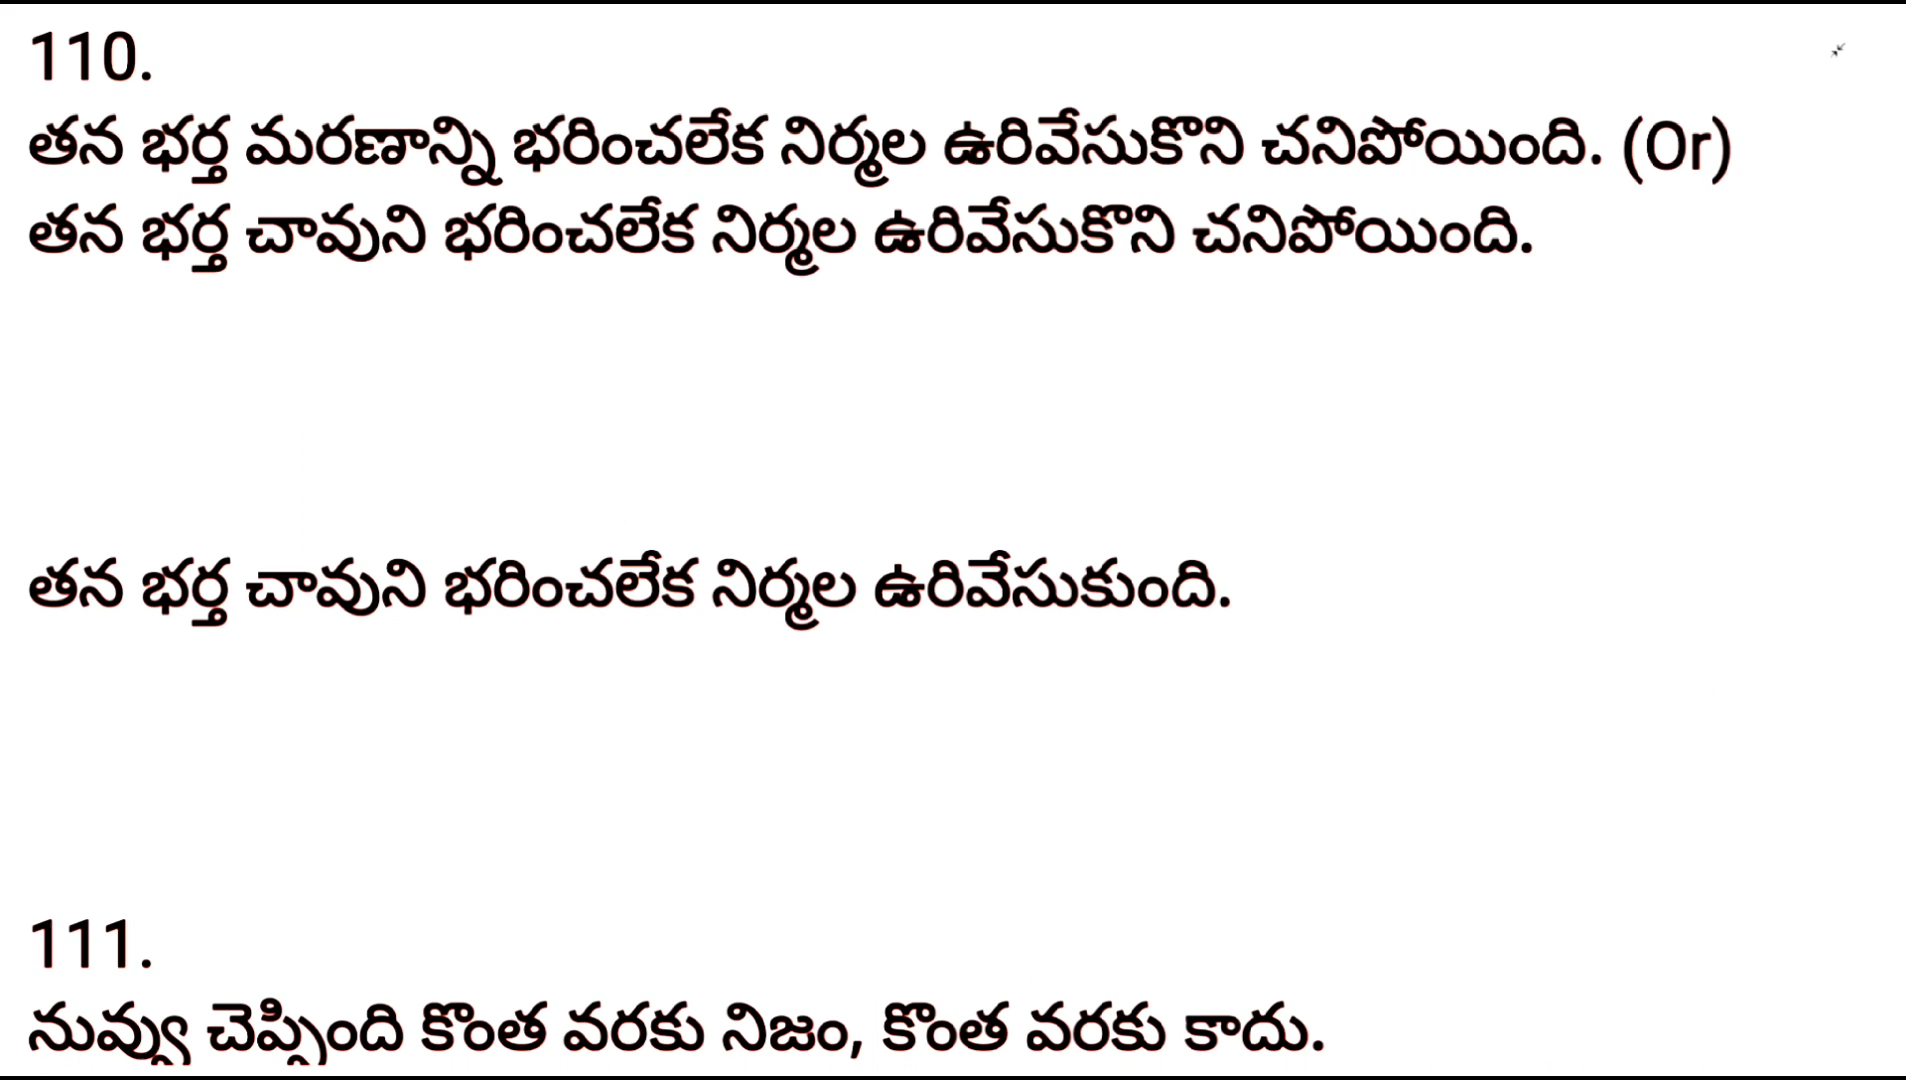 110.
తన భర్త మరణాన్ని భరించలేక నిర్మల ఉరివేసుకొని చనిపోయింది. (Or)
తన భర్త చావుని భరించలేక నిర్మల ఉరివేసుకొని చనిపోయింది.
తన భర్త చావుని భరించలేక నిర్మల ఉరివేసుకుంది.
111.
నువ్వు చెప్పింది కొంత వరకు నిజం, కొంత వరకు కాదు.